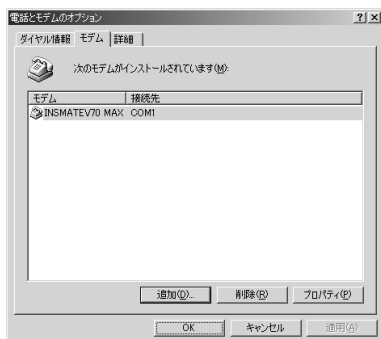 電話とモデムのオプション
ダイヤル情報 モデム 詳細
次のモデムがインストールされています(M):
モデム 接続先
INSMATEV70 MAX COM1
追加(D)... 削除(R) プロパティ(P)
OK キャンセル 適用(A)